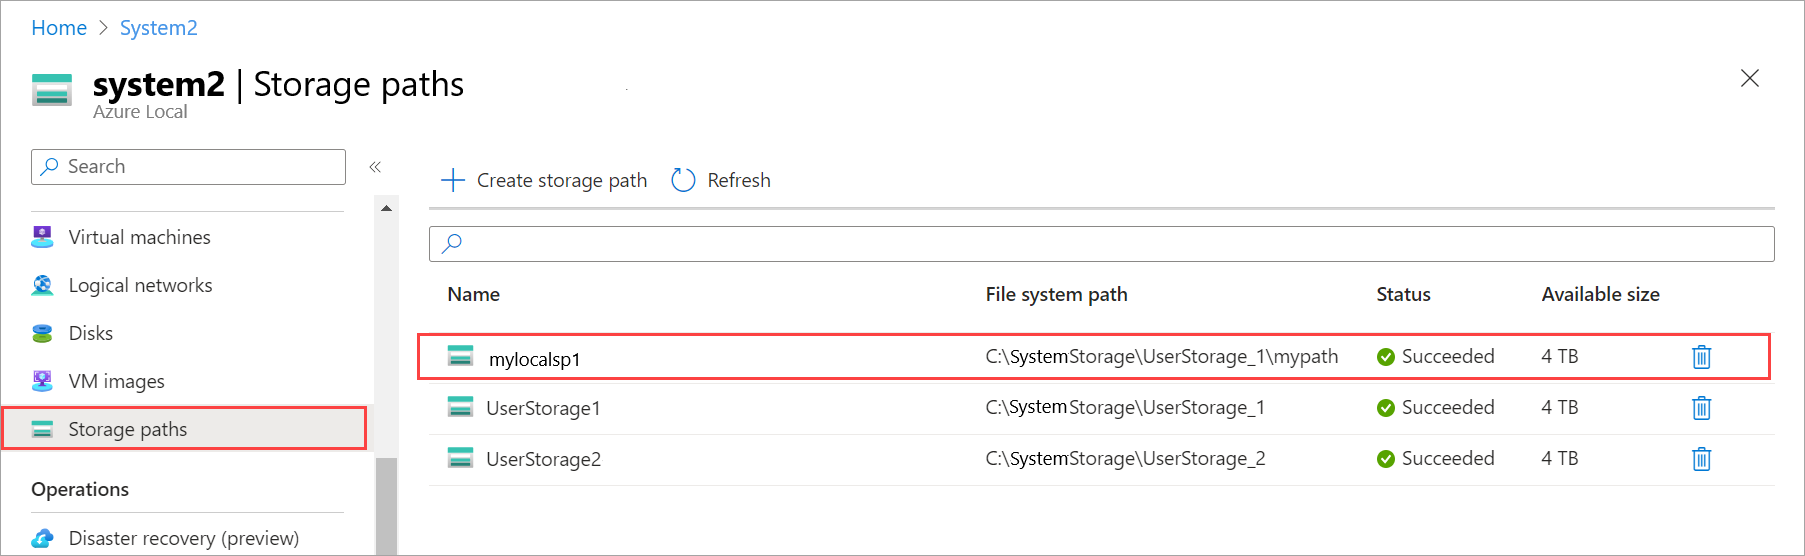 Home > System2
system2 | Storage paths
Azure Local
Search «
Create storage path Refresh
Virtual machines
Logical networks
Disks
VM images
Storage paths
Operations
Disaster recovery (preview)
Name File system path Status Available size
mylocalsp1 C:\SystemStorage\UserStorage_1\mypath Succeeded 4 TB
UserStorage1 C:\SystemStorage\UserStorage_1 Succeeded 4 TB
UserStorage2 C:\SystemStorage\UserStorage_2 Succeeded 4 TB